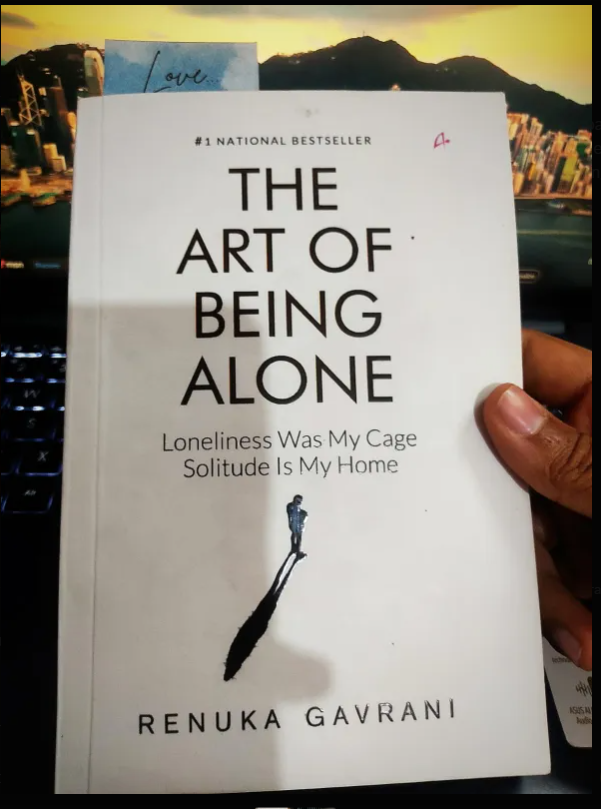 Love...
#1 NATIONAL BESTSELLER
THE
ART OF
BEING
ALONE
Loneliness Was My Cage
Solitude Is My Home
RENUKA GAVRANI
W
S
X
Alt